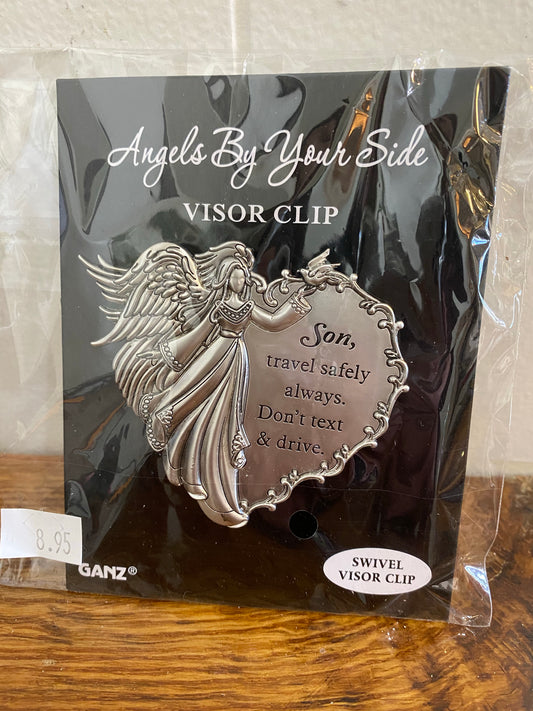 Angels By Your Side
VISOR CLIP
Son,
travel safely
always.
Don't text
& drive.
8.95
GANZ®
SWIVEL
VISOR CLIP